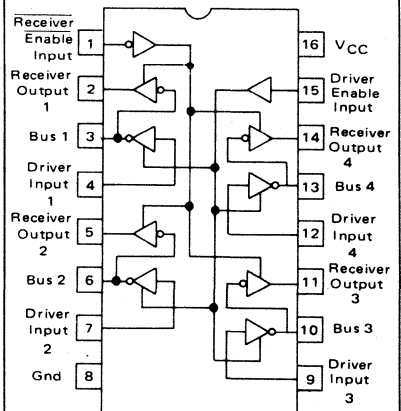 Receiver
Enable
Input
1
Receiver
Output
1
2
Bus 1
3
Driver
Input
1
4
Receiver
Output
2
5
Bus 2
6
Driver
Input
2
7
Gnd
8
16
VCC
15
Driver
Enable
Input
14
Receiver
Output
4
13
Bus 4
12
Driver
Input
4
11
Receiver
Output
3
10
Bus 3
9
Driver
Input
3